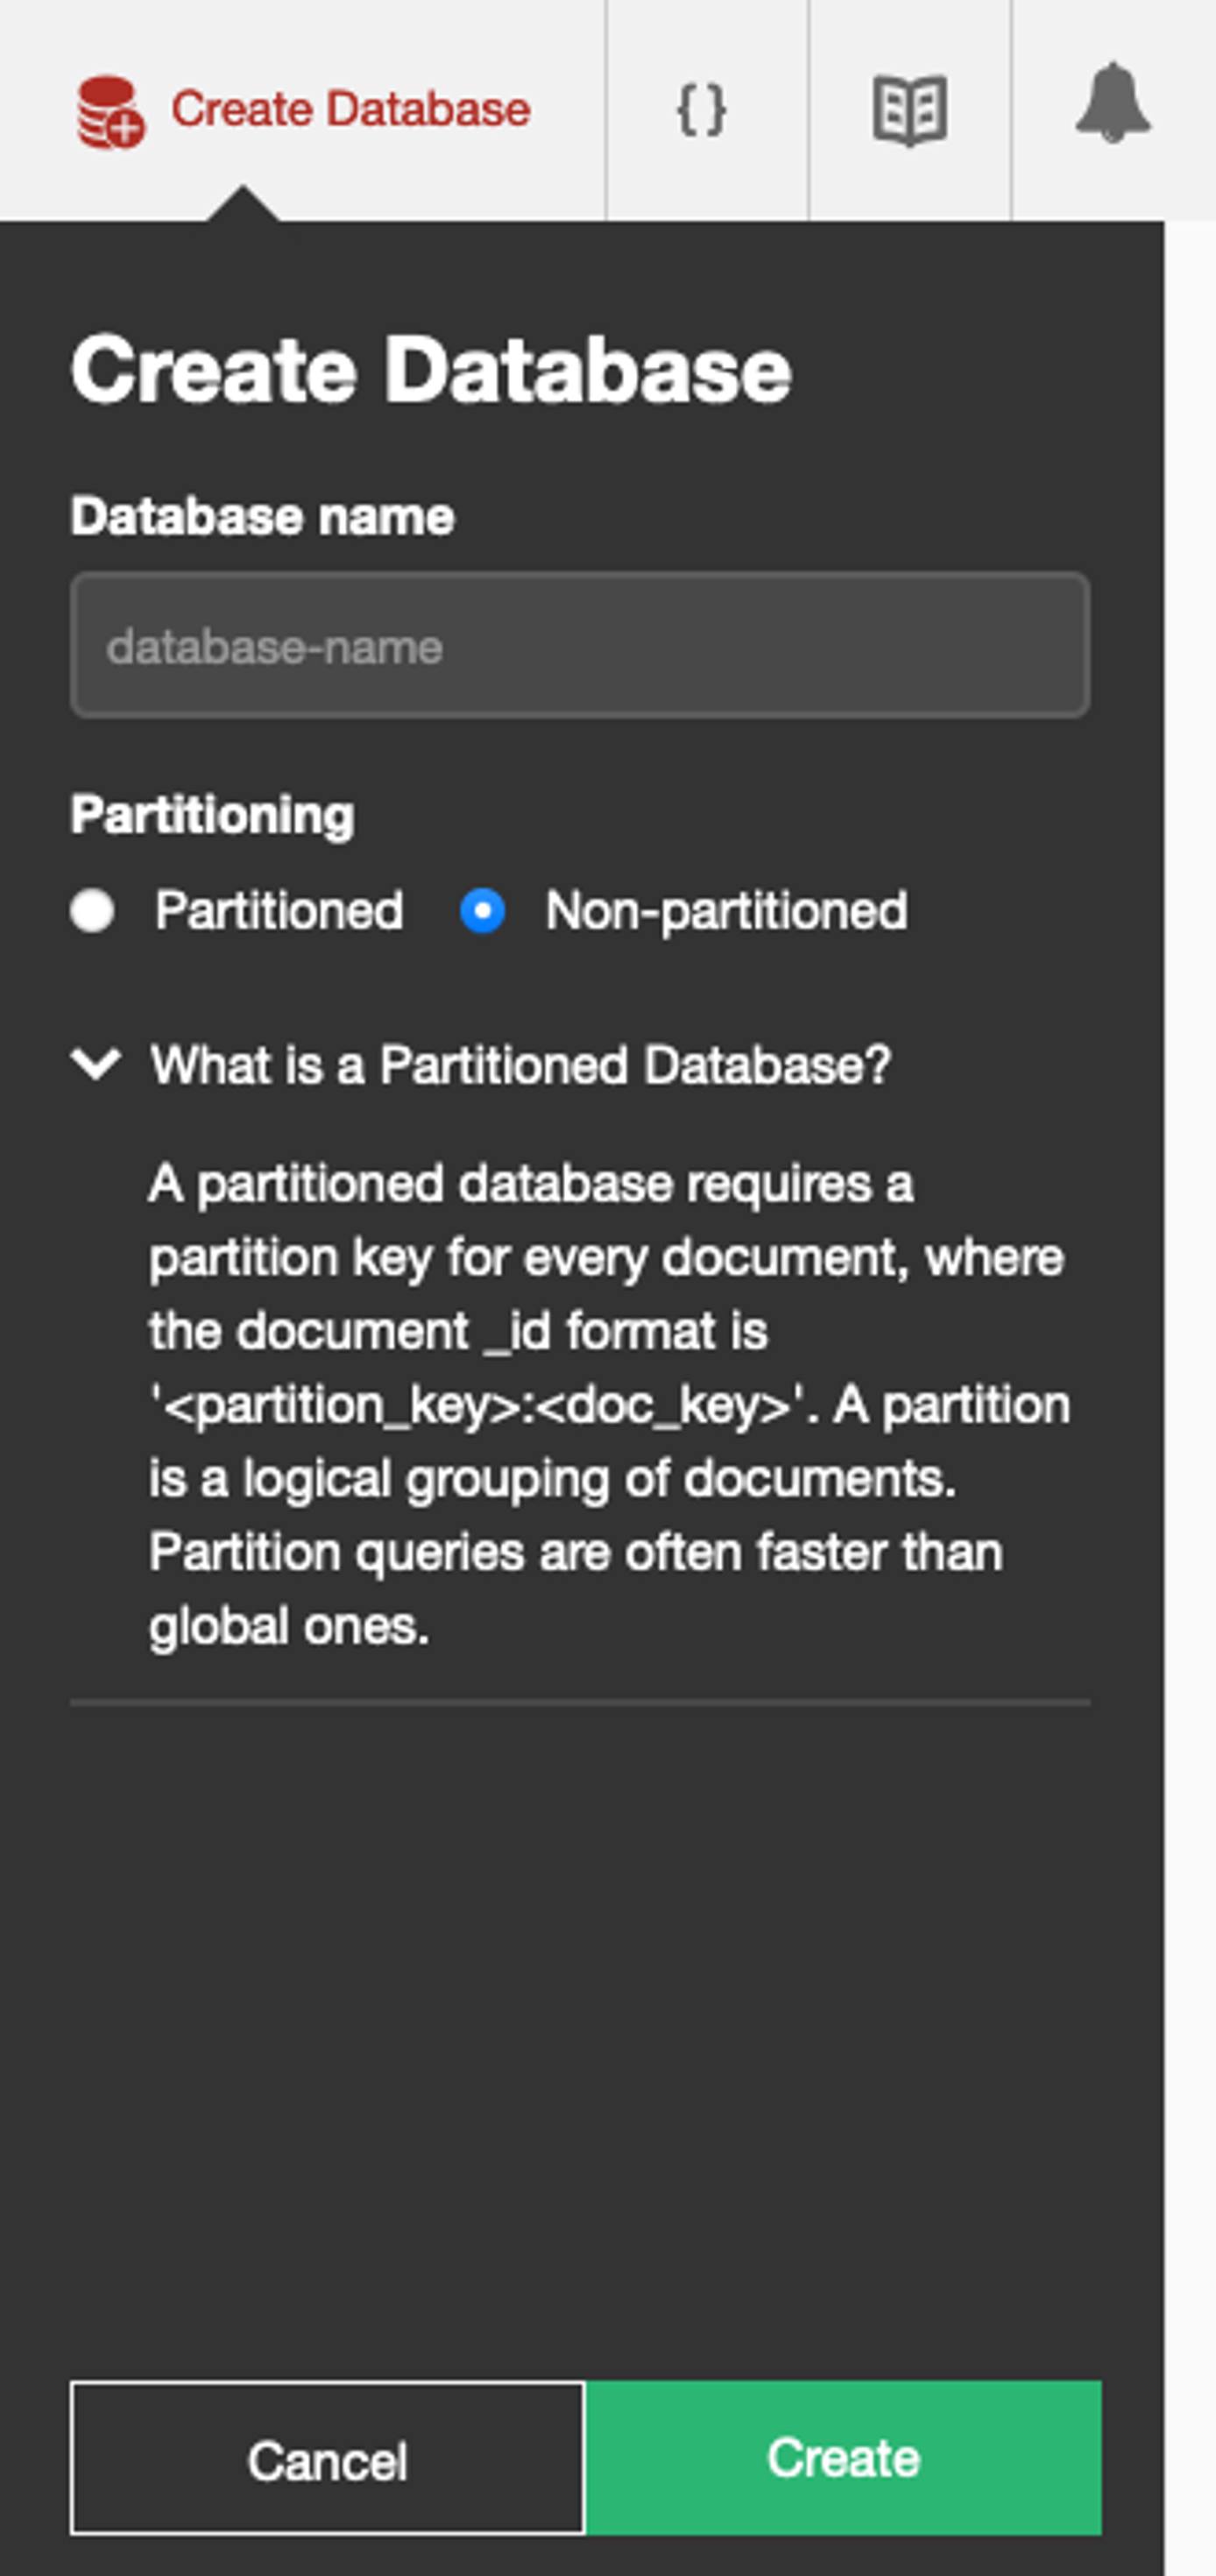 Create Database
{}
Create Database
Database name
database-name
Partitioning
Partitioned Non-partitioned
What is a Partitioned Database?
A partitioned database requires a
partition key for every document, where
the document _id format is
'<partition_key>:<doc_key>'. A partition
is a logical grouping of documents.
Partition queries are often faster than
global ones.
Cancel Create